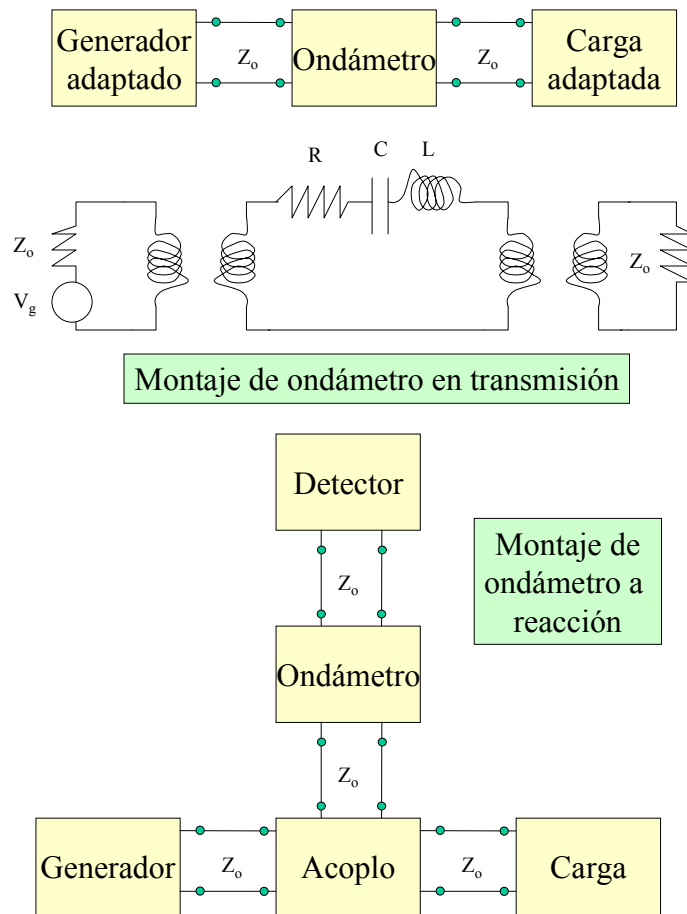 Generador
adaptado
Zo
Ondámetro
Zo
Carga
adaptada
R
C
L
Zo
Vg
Zo
Montaje de ondámetro en transmisión
Detector
Zo
Montaje de
ondámetro a
reacción
Ondámetro
Zo
Generador
Zo
Acoplo
Zo
Carga